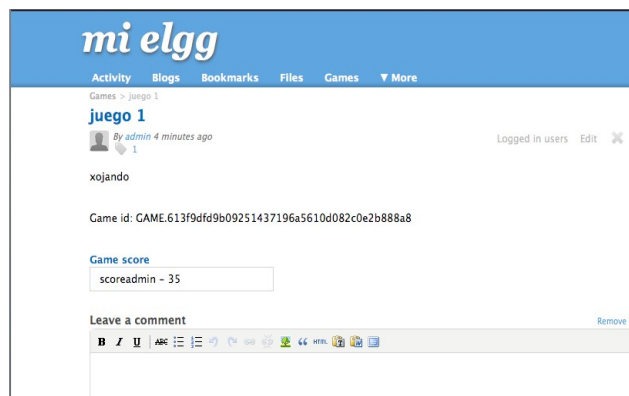 mi elgg
Activity Blogs Bookmarks Files Games ▼ More
Games > juego 1
juego 1
By admin 4 minutes ago
Logged in users Edit
1
xojando
Game id: GAME.613f9dfd9b09251437196a5610d082c0e2b888a8
Game score
scoreadmin - 35
Leave a comment
Remove
B I U ABC HTML